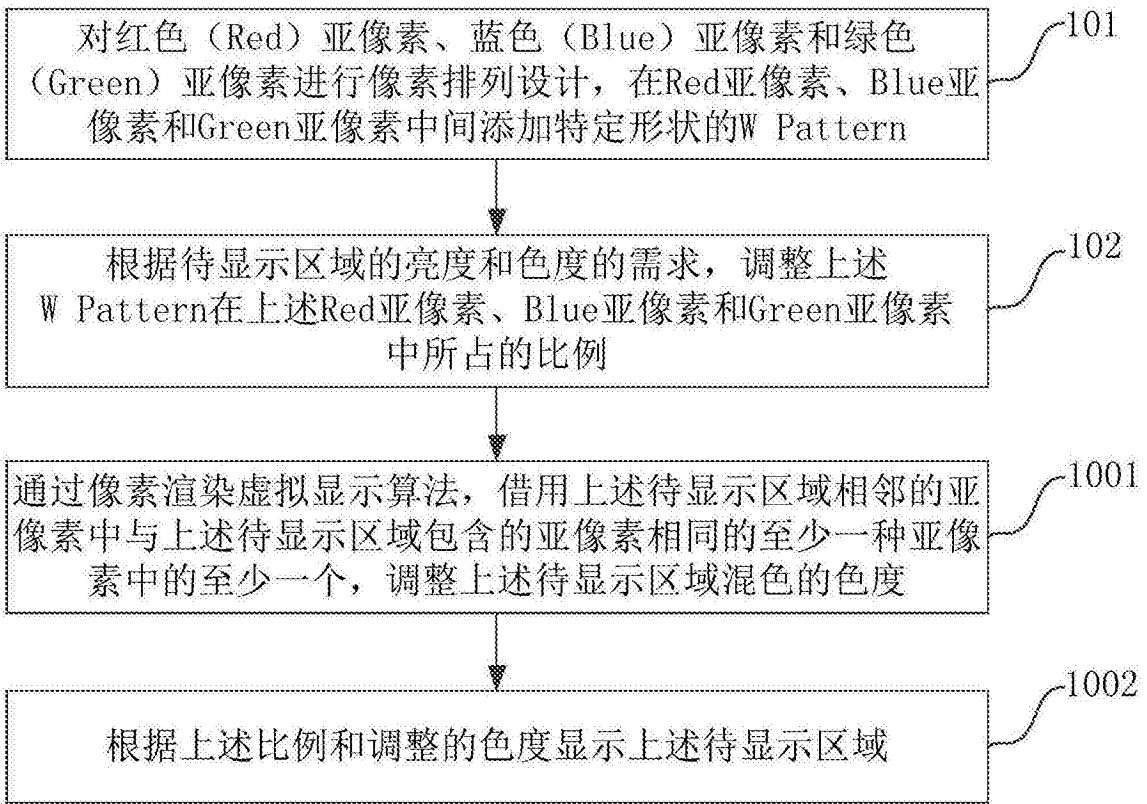 对红色（Red）亚像素、蓝色（Blue）亚像素和绿色
（Green）亚像素进行像素排列设计，在Red亚像素、Blue亚
像素和Green亚像素中间添加特定形状的W Pattern
101
根据待显示区域的亮度和色度的需求，调整上述
W Pattern在上述Red亚像素、Blue亚像素和Green亚像素
中所占的比例
102
通过像素渲染虚拟显示算法，借用上述待显示区域相邻的亚
像素中与上述待显示区域包含的亚像素相同的至少一种亚像
素中的至少一个，调整上述待显示区域混色的色度
1001
根据上述比例和调整的色度显示上述待显示区域
1002